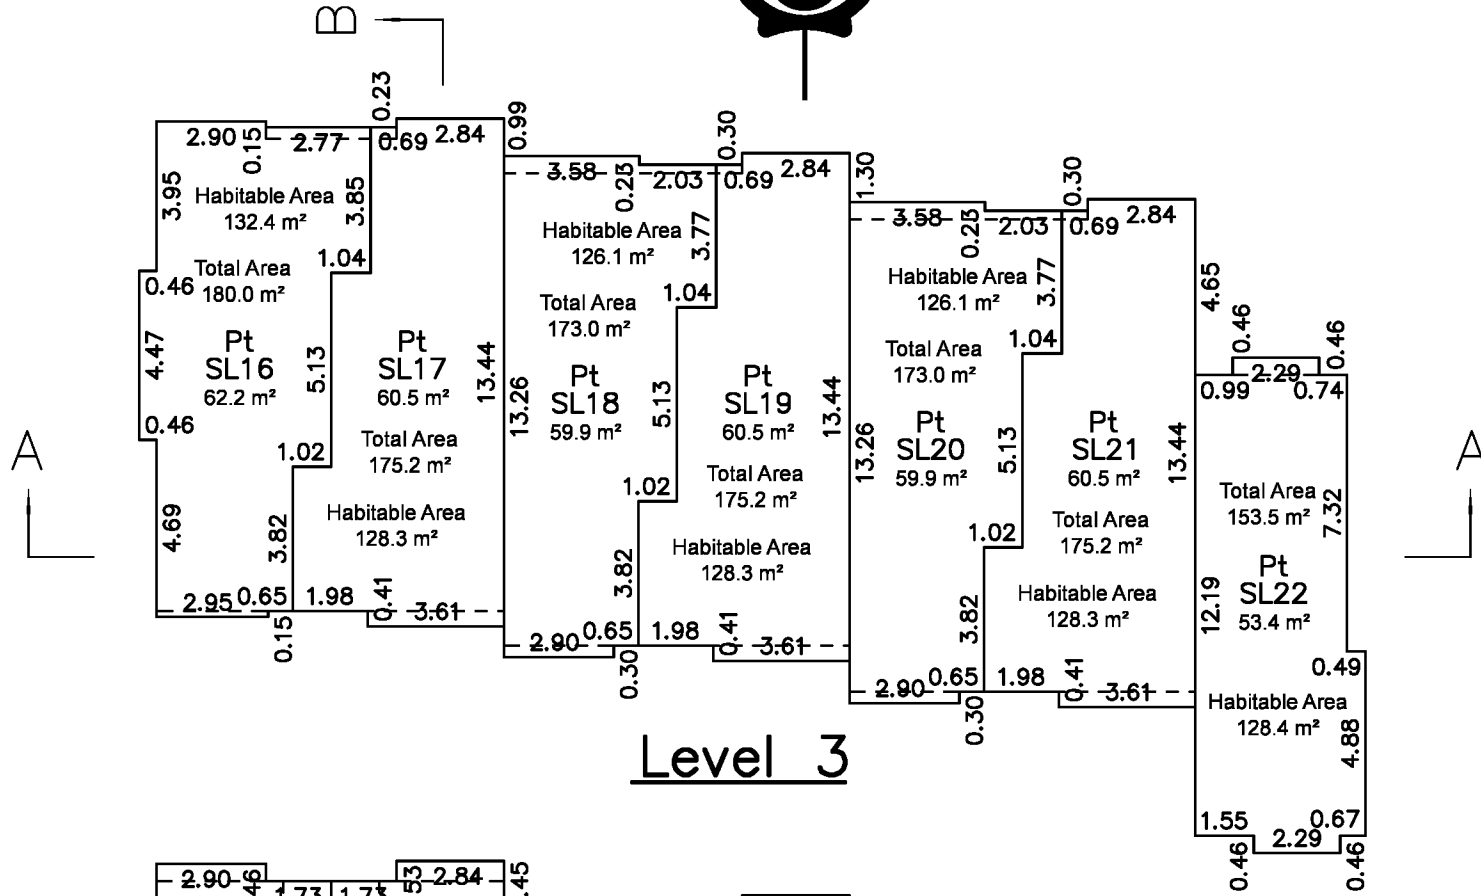 B
0.23
0.99
2.90
0.15
2.77
0.69
2.84
0.30
3.58
0.23
2.03
0.69
2.84
1.30
0.30
3.58
0.23
2.03
0.69
2.84
3.95
Habitable Area
132.4 m²
3.85
Habitable Area
126.1 m²
3.77
Habitable Area
126.1 m²
3.77
4.65
1.04
Total Area
180.0 m²
0.46
1.04
Total Area
173.0 m²
1.04
Total Area
173.0 m²
0.46
0.46
2.29
0.99
0.74
4.47
Pt
SL16
62.2 m²
5.13
Pt
SL17
60.5 m²
13.44
13.26
Pt
SL18
59.9 m²
5.13
Pt
SL19
60.5 m²
13.44
13.26
Pt
SL20
59.9 m²
5.13
Pt
SL21
60.5 m²
13.44
0.46
1.02
Total Area
175.2 m²
1.02
Total Area
175.2 m²
1.02
Total Area
175.2 m²
Total Area
153.5 m²
7.32
A
A
4.69
3.82
Habitable Area
128.3 m²
3.82
Habitable Area
128.3 m²
3.82
Habitable Area
128.3 m²
12.19
Pt
SL22
53.4 m²
2.95
0.65
0.15
1.98
0.41
3.61
2.90
0.65
0.30
1.98
0.41
3.61
2.90
0.65
0.30
1.98
0.41
3.61
0.49
Habitable Area
128.4 m²
4.88
Level 3
1.55
0.67
0.46
2.29
0.46
2.90
46
1.73
1.73
53
2.84
.45